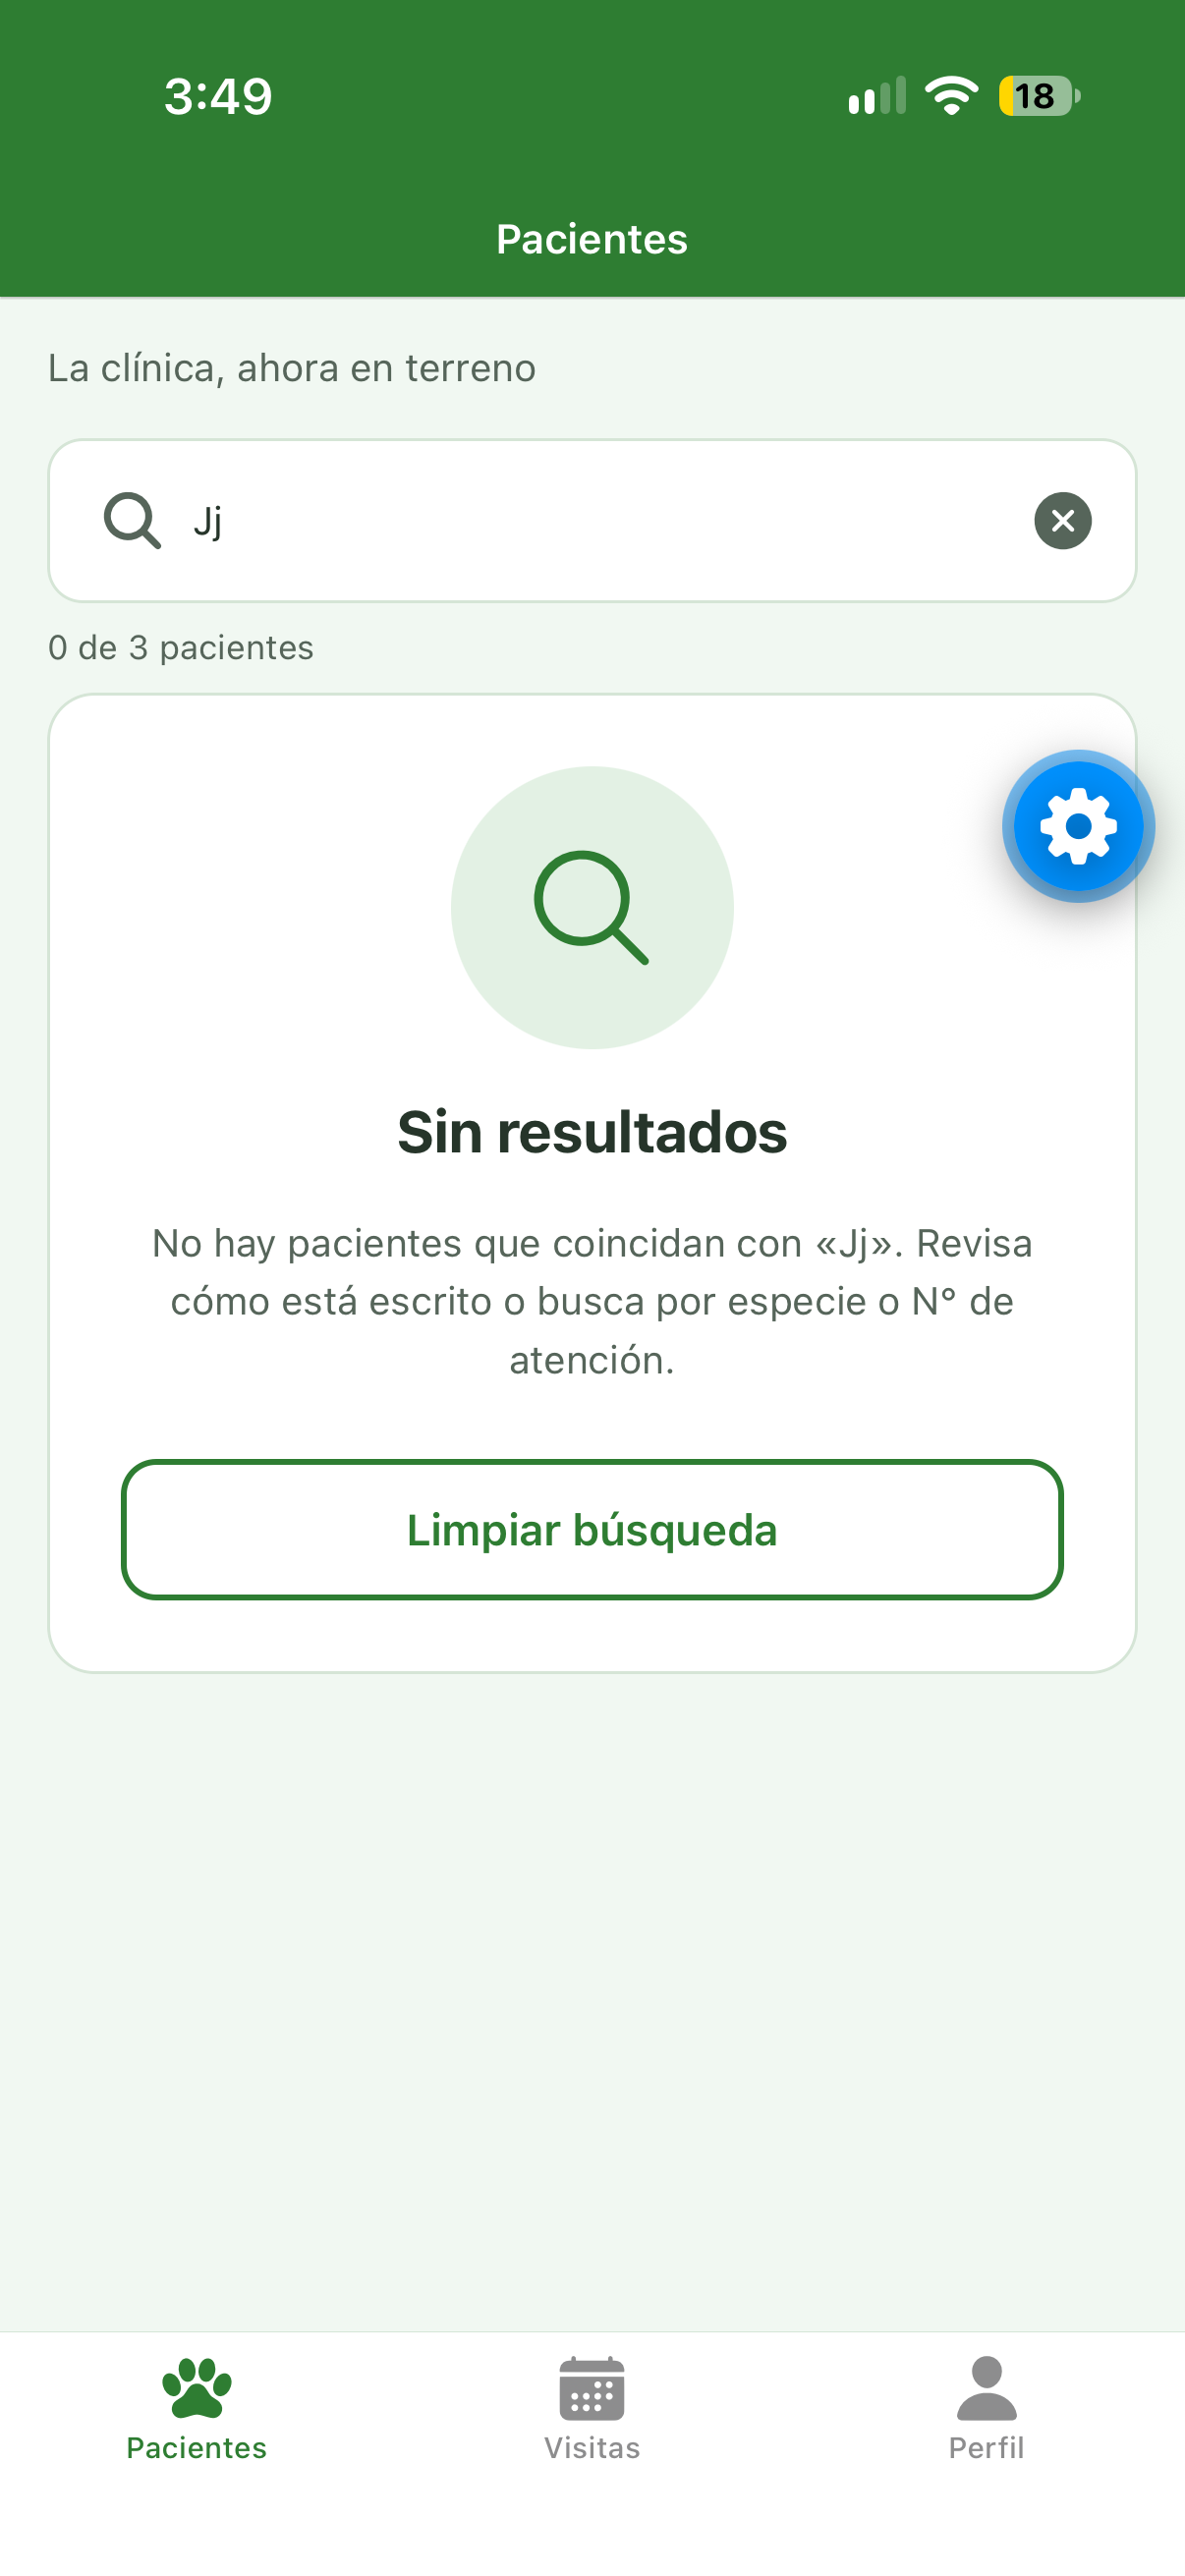 3:49
18
Pacientes
La clínica, ahora en terreno
Jj
0 de 3 pacientes
Sin resultados
No hay pacientes que coincidan con «Jj». Revisa
cómo está escrito o busca por especie o N° de
atención.
Limpiar búsqueda
Pacientes
Visitas
Perfil